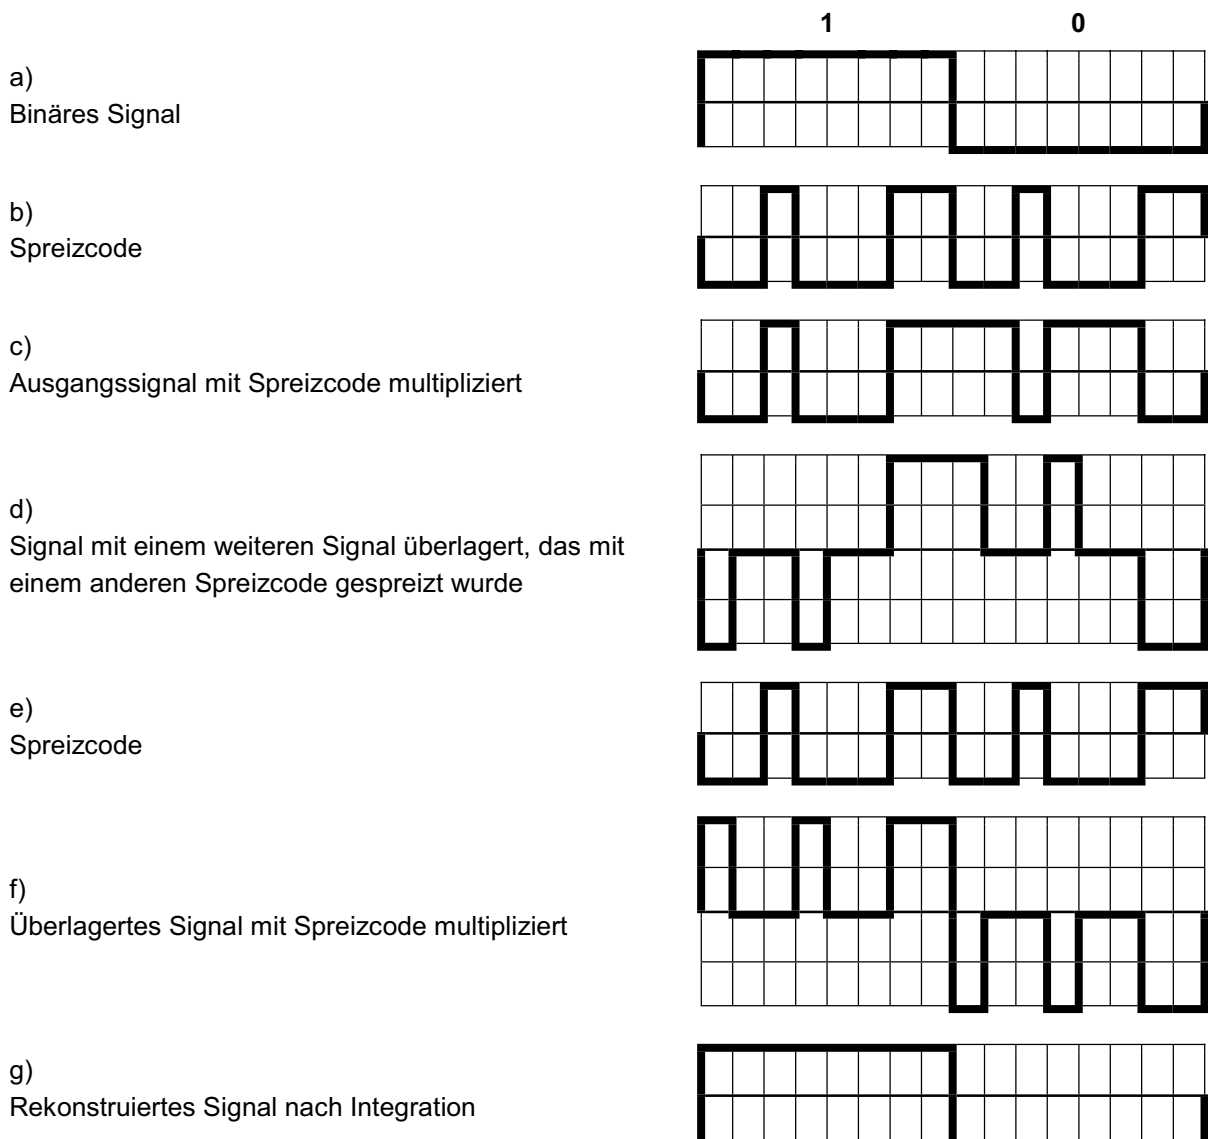 1 0
a)
Binäres Signal
b)
Spreizcode
c)
Ausgangssignal mit Spreizcode multipliziert
d)
Signal mit einem weiteren Signal überlagert, das mit
einem anderen Spreizcode gespreizt wurde
e)
Spreizcode
f)
Überlagertes Signal mit Spreizcode multipliziert
g)
Rekonstruiertes Signal nach Integration